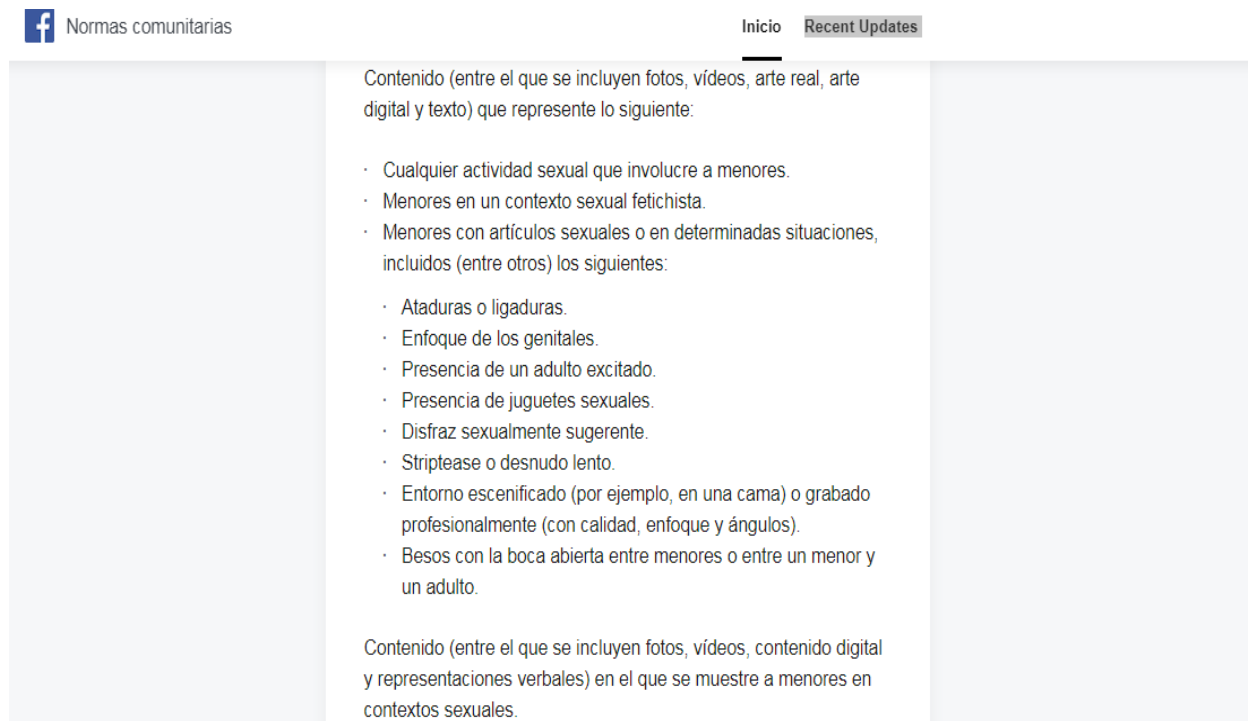 Normas comunitarias
Inicio Recent Updates
Contenido (entre el que se incluyen fotos, vídeos, arte real, arte
digital y texto) que represente lo siguiente:
· Cualquier actividad sexual que involucre a menores.
· Menores en un contexto sexual fetichista.
· Menores con artículos sexuales o en determinadas situaciones,
incluidos (entre otros) los siguientes:
· Ataduras o ligaduras.
· Enfoque de los genitales.
· Presencia de un adulto excitado.
· Presencia de juguetes sexuales.
· Disfraz sexualmente sugerente.
· Striptease o desnudo lento.
· Entorno escenificado (por ejemplo, en una cama) o grabado
profesionalmente (con calidad, enfoque y ángulos).
· Besos con la boca abierta entre menores o entre un menor y
un adulto.
Contenido (entre el que se incluyen fotos, vídeos, contenido digital
y representaciones verbales) en el que se muestre a menores en
contextos sexuales.